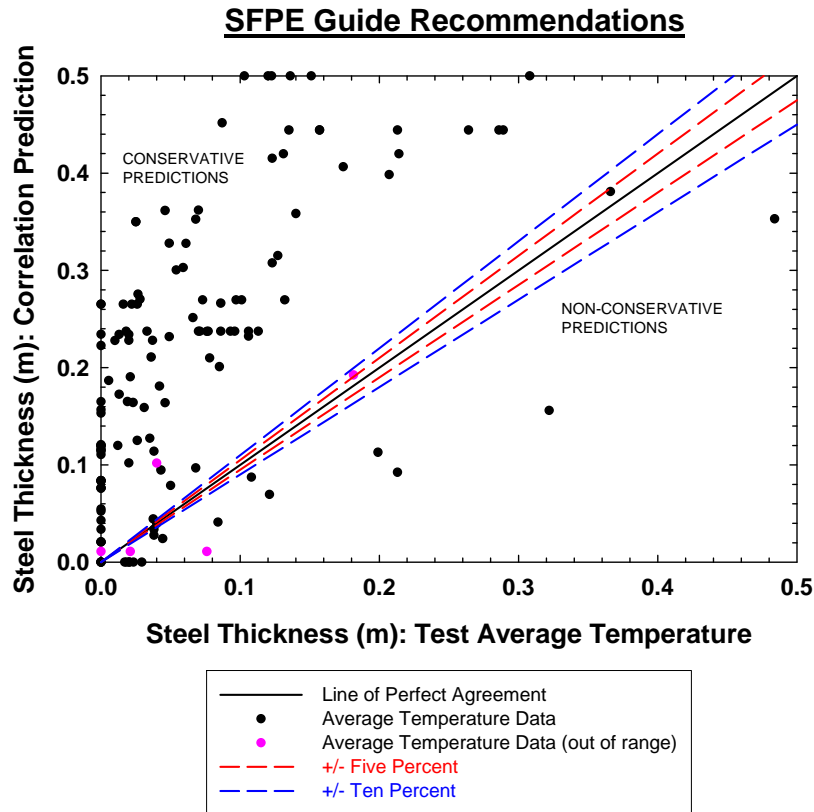 SFPE Guide Recommendations
Steel Thickness (m): Correlation Prediction
0.5
0.4
0.3
0.2
0.1
0.0
CONSERVATIVE
PREDICTIONS
NON-CONSERVATIVE
PREDICTIONS
0.0 0.1 0.2 0.3 0.4 0.5
Steel Thickness (m): Test Average Temperature
Line of Perfect Agreement
Average Temperature Data
Average Temperature Data (out of range)
+/- Five Percent
+/- Ten Percent